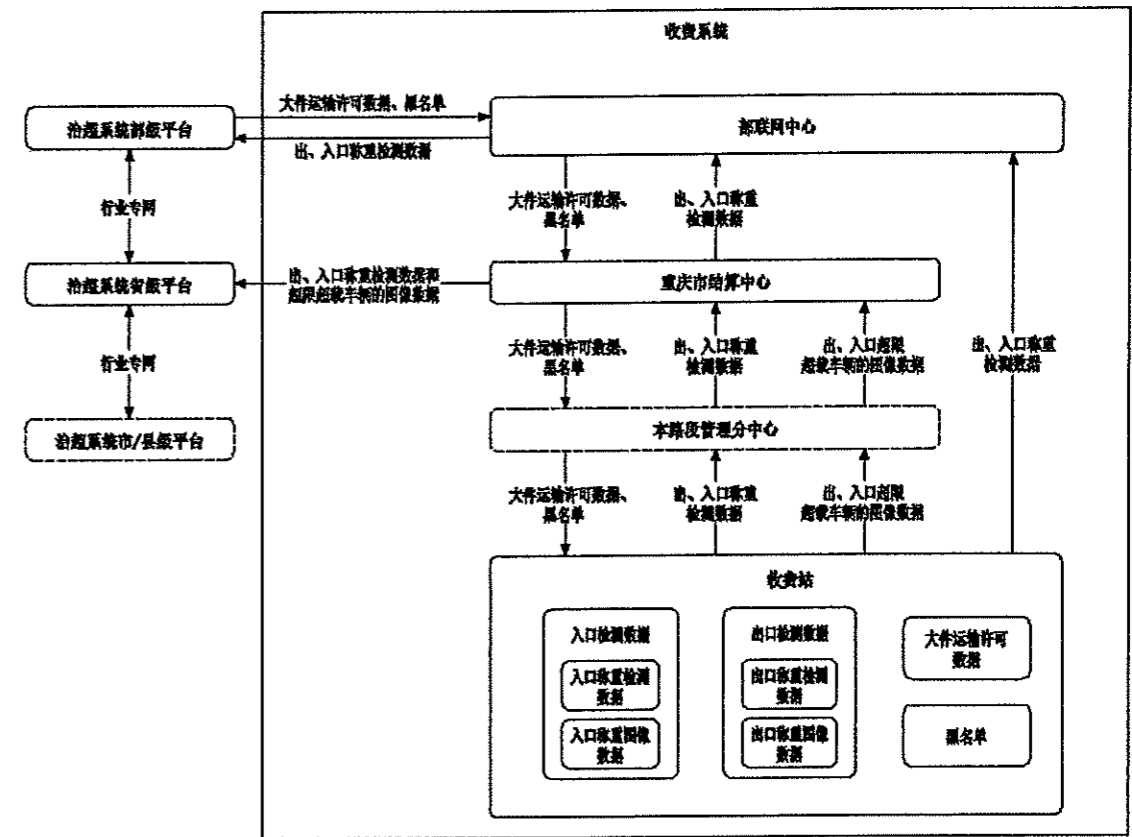 收费系统
大件运输许可数据、黑名单
治超系统部级平台
部联网中心
出、入口称重检测数据
行业专网
大件运输许可数据、
黑名单
出、入口称重
检测数据
治超系统省级平台
出、入口称重检测数据和
超限超载车辆的图像数据
重庆市结算中心
行业专网
大件运输许可数据、
黑名单
出、入口称重
检测数据
出、入口超限
超载车辆的图像数据
出、入口称重
检测数据
治超系统市/县级平台
本路段管理分中心
大件运输许可数据、
黑名单
出、入口称重
检测数据
出、入口超限
超载车辆的图像数据
收费站
入口检测数据
入口称重检测
数据
入口称重图像
数据
出口检测数据
出口称重检测
数据
出口称重图像
数据
大件运输许可
数据
黑名单